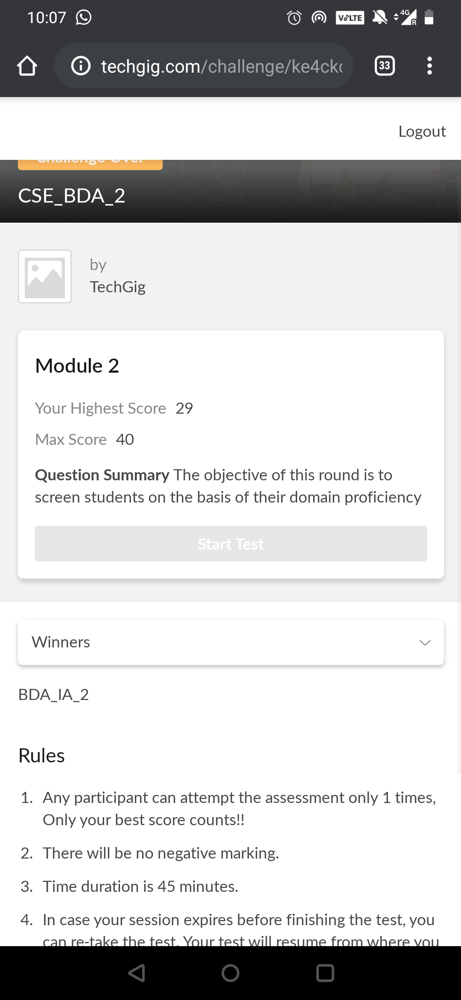 10:07
VoLTE
4G
R
techgig.com/challenge/ke4ck
33
Logout
Challenge Over
CSE_BDA_2
by
TechGig
Module 2
Your Highest Score 29
Max Score 40
Question Summary The objective of this round is to
screen students on the basis of their domain proficiency
Start Test
Winners
BDA_IA_2
Rules
1. Any participant can attempt the assessment only 1 times,
Only your best score counts!!
2. There will be no negative marking.
3. Time duration is 45 minutes.
4. In case your session expires before finishing the test, you
can re-take the test. Your test will resume from where you